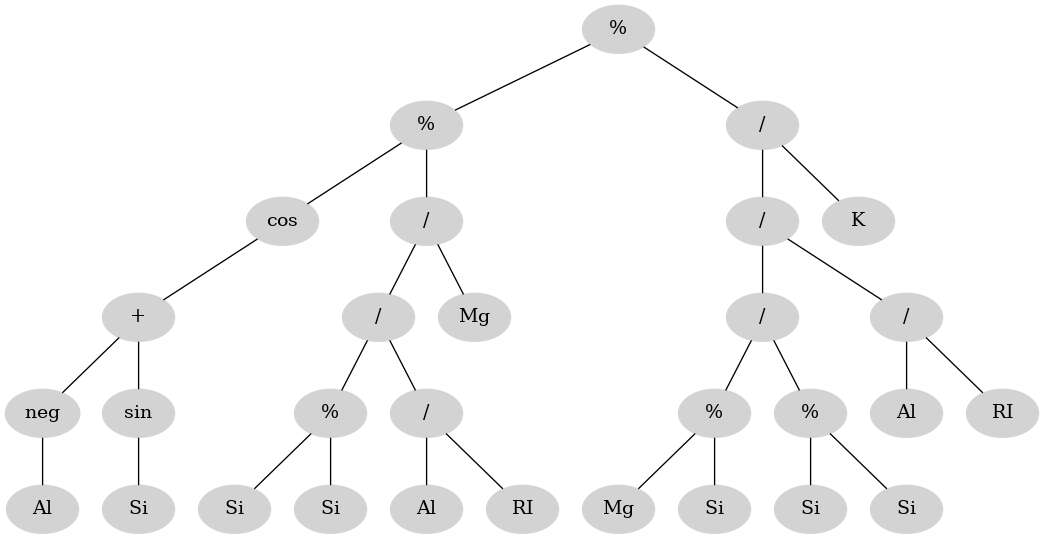 %
% /
cos / / K
+ / Mg / /
neg sin % / % % Al RI
Al Si Si Si Al RI Mg Si Si Si